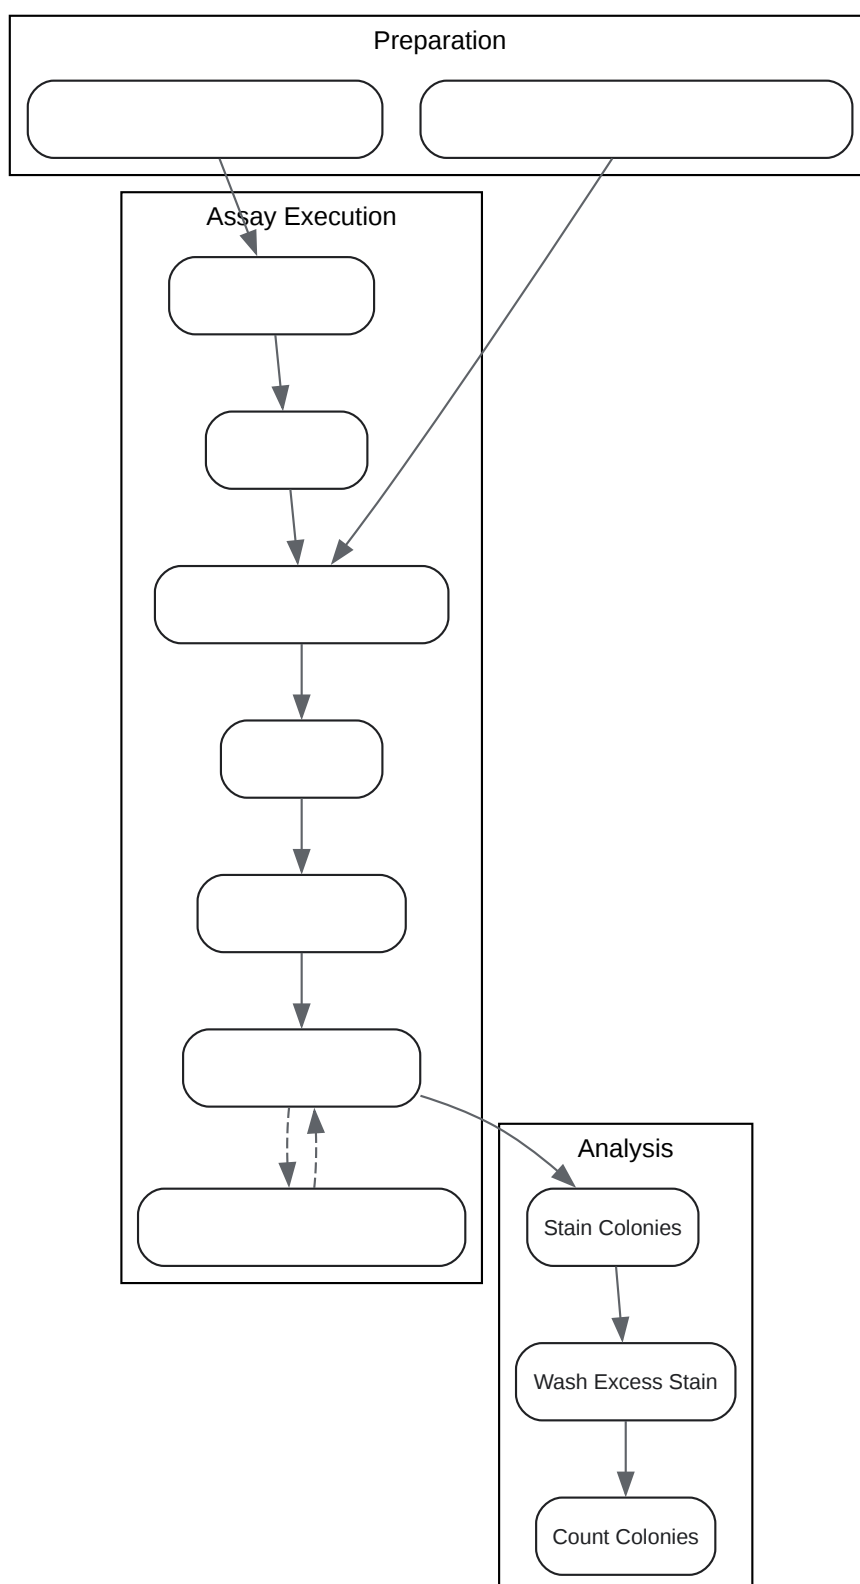 Preparation
Assay Execution
Analysis
Stain Colonies
Wash Excess Stain
Count Colonies